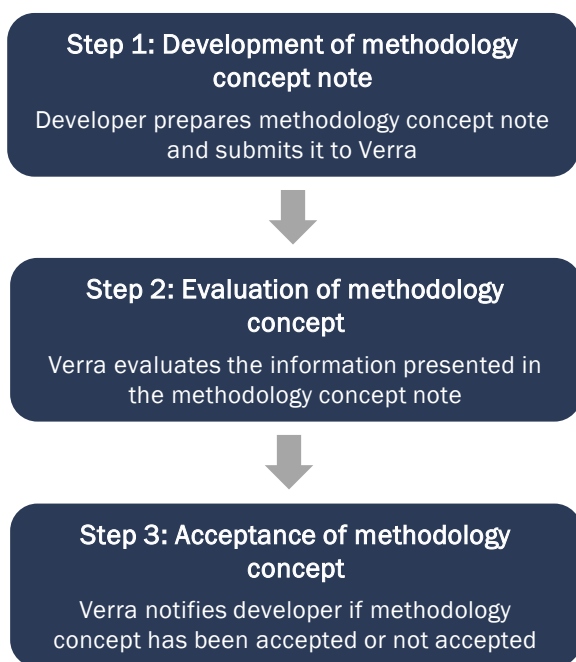 Step 1: Development of methodology
concept note
Developer prepares methodology concept note
and submits it to Verra
Step 2: Evaluation of methodology
concept
Verra evaluates the information presented in
the methodology concept note
Step 3: Acceptance of methodology
concept
Verra notifies developer if methodology
concept has been accepted or not accepted